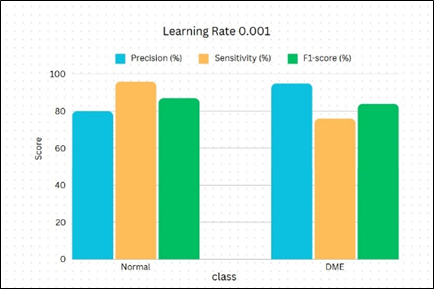 Learning Rate 0.001
Precision (%) Sensitivity (%) F1-score (%)
100
80
60
40
20
0
Score
Normal DME
class